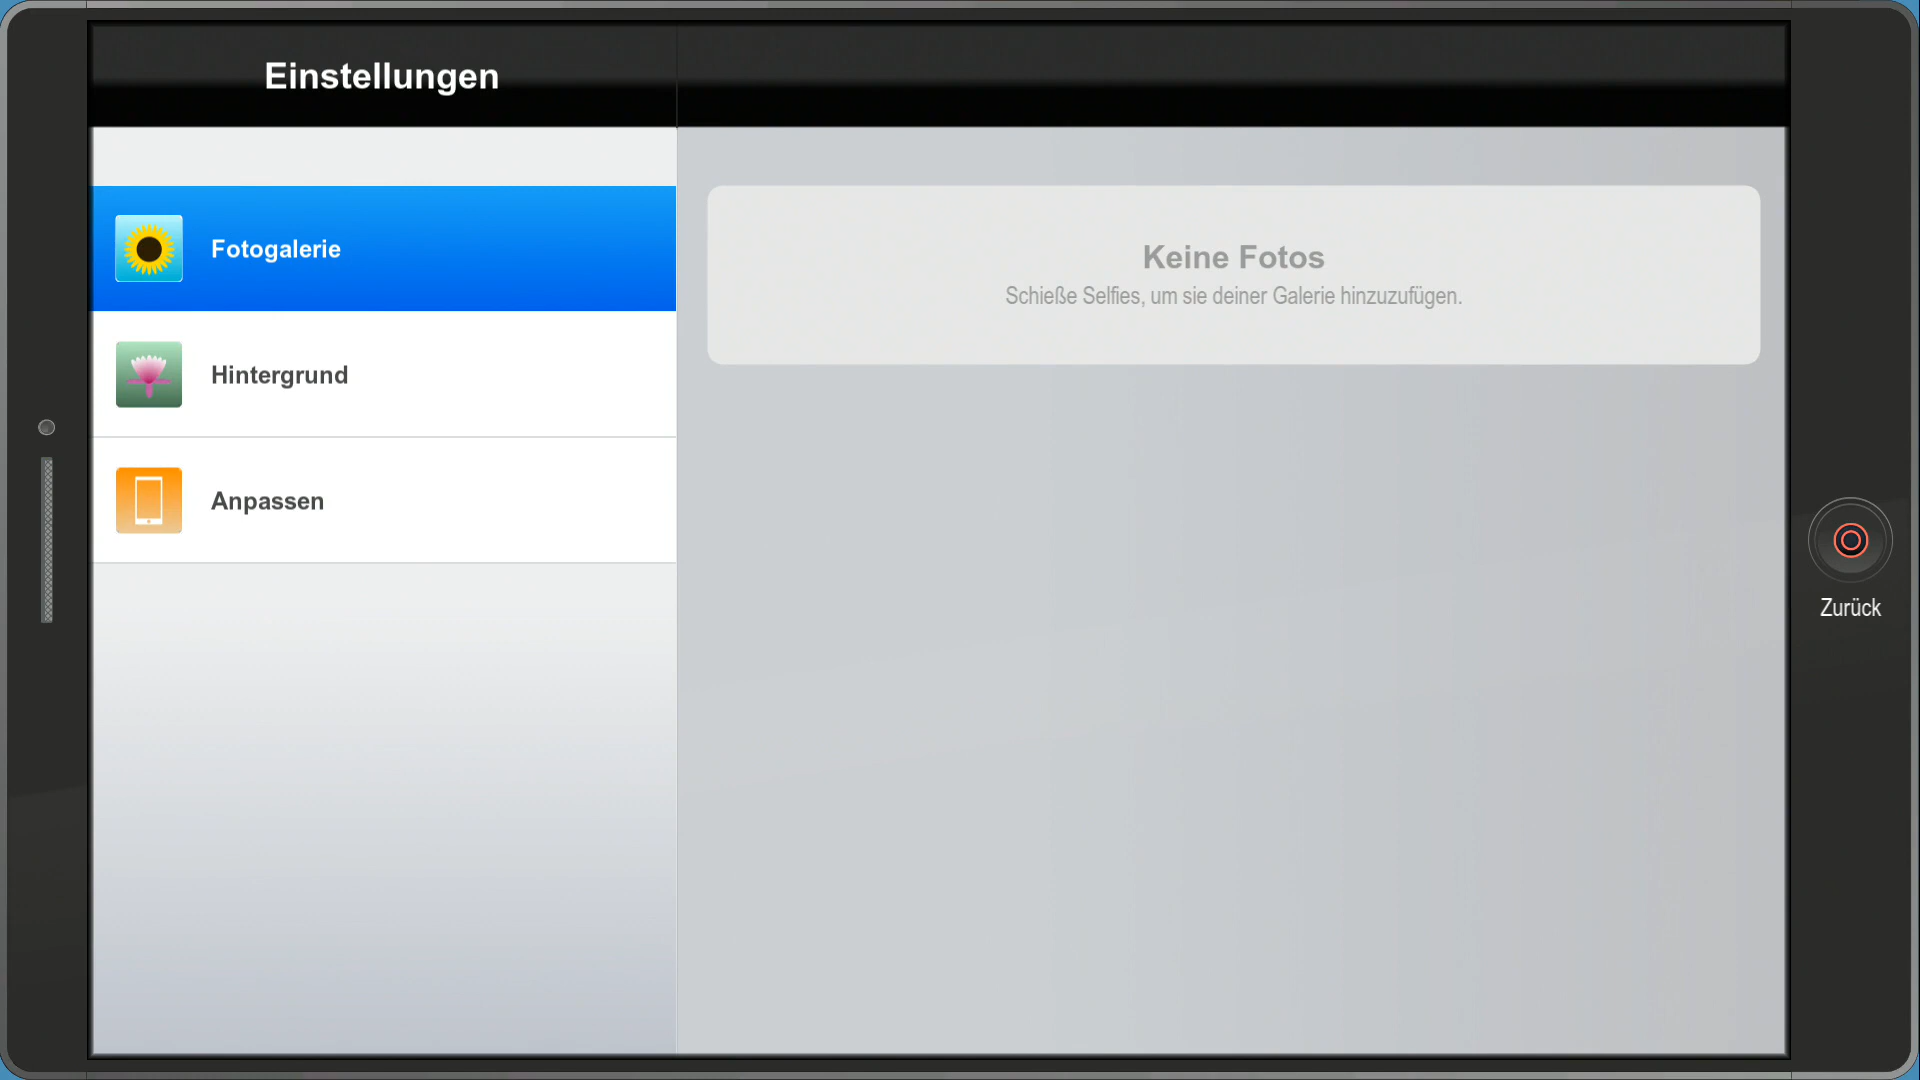 Einstellungen
Fotogalerie
Hintergrund
Anpassen
Keine Fotos
Schieße Selfies, um sie deiner Galerie hinzuzufügen.
Zurück